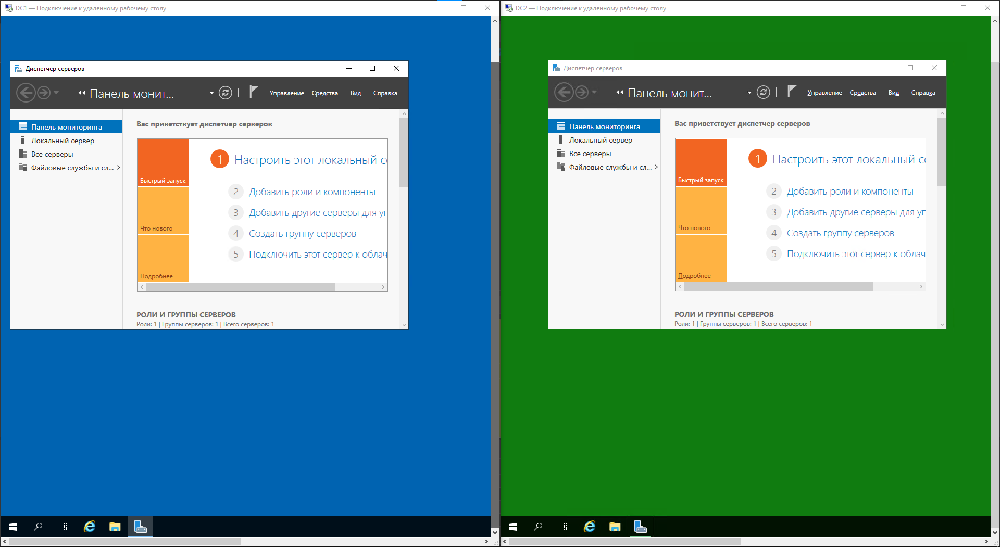 DC1 — Подключение к удаленному рабочему столу
Диспетчер серверов
Панель монит...
Управление
Средства
Вид
Справка
Панель мониторинга
Локальный сервер
Все серверы
Файловые службы и сл...
Вас приветствует диспетчер серверов
Быстрый запуск
Что нового
Подробнее
1 Настроить этот локальный се
2 Добавить роли и компоненты
3 Добавить другие серверы для уп
4 Создать группу серверов
5 Подключить этот сервер к облач
РОЛИ И ГРУППЫ СЕРВЕРОВ
Роли: 1 | Группы серверов: 1 | Всего серверов: 1
DC2 — Подключение к удаленному рабочему столу
Диспетчер серверов
Панель монит...
Управление
Средства
Вид
Справка
Панель мониторинга
Локальный сервер
Все серверы
Файловые службы и сл...
Вас приветствует диспетчер серверов
Быстрый запуск
Что нового
Подробнее
1 Настроить этот локальный се
2 Добавить роли и компоненты
3 Добавить другие серверы для уп
4 Создать группу серверов
5 Подключить этот сервер к облач
РОЛИ И ГРУППЫ СЕРВЕРОВ
Роли: 1 | Группы серверов: 1 | Всего серверов: 1